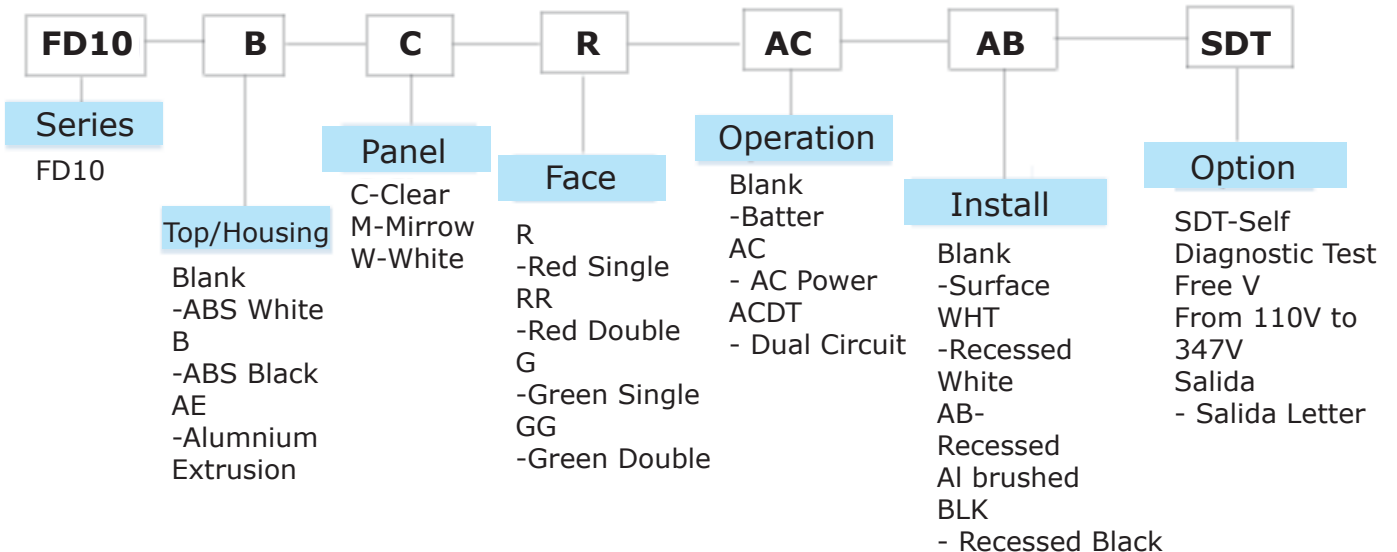 FD10 B C R AC AB SDT
Series
FD10
Top/Housing
Blank
-ABS White
B
-ABS Black
AE
-Alumnium
Extrusion
Panel
C-Clear
M-Mirrow
W-White
Face
R
-Red Single
RR
-Red Double
G
-Green Single
GG
-Green Double
Operation
Blank
-Batter
AC
- AC Power
ACDT
- Dual Circuit
Install
Blank
-Surface
WHT
-Recessed
White
AB-
Recessed
Al brushed
BLK
- Recessed Black
Option
SDT-Self
Diagnostic Test
Free V
From 110V to
347V
Salida
- Salida Letter